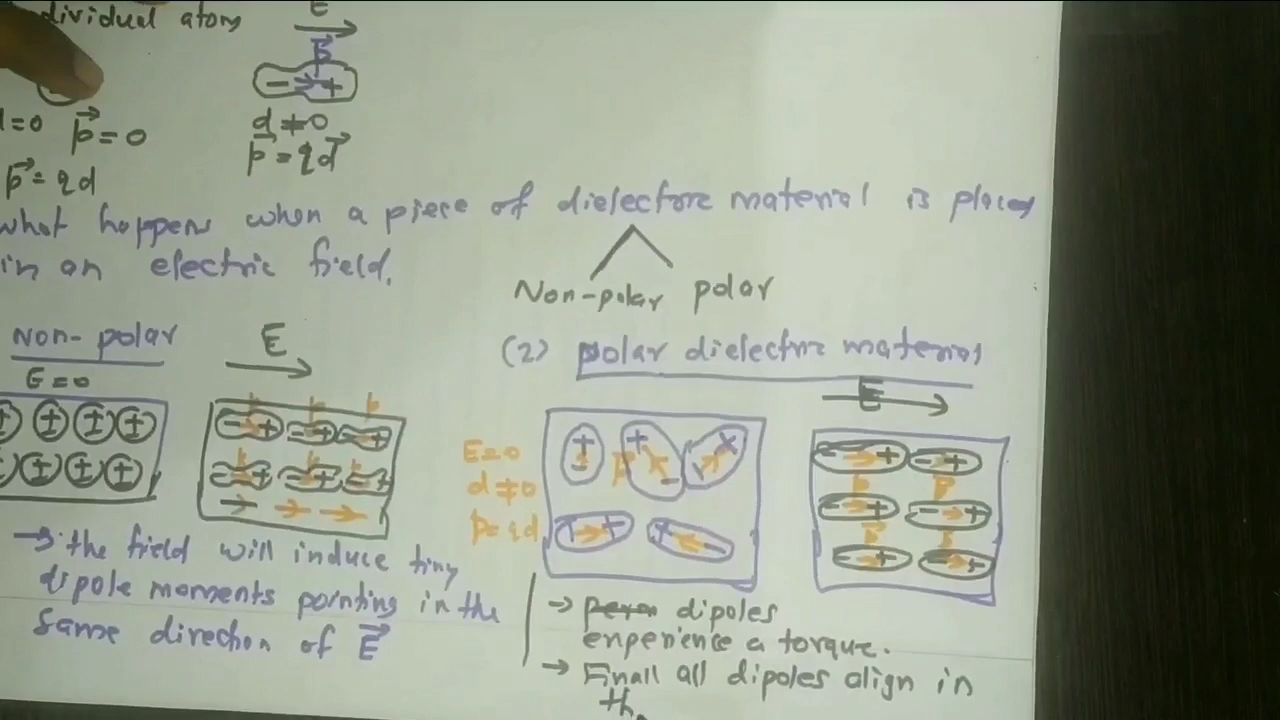 dividual atom
E
p⃗
- +
d=0 p⃗=0
p⃗= qd
d≠0
p⃗ = qd⃗
what happens when a piece of dielectric material is placed
in an electric field.
Non-polar polar
Non-polar
E=0
E
→ the field will induce tiny
dipole moments pointing in the
same direction of E⃗
(2) polar dielectric material
E
E=0
d≠0
p=qd
→ dipoles
experience a torque.
→ Finall all dipoles align in